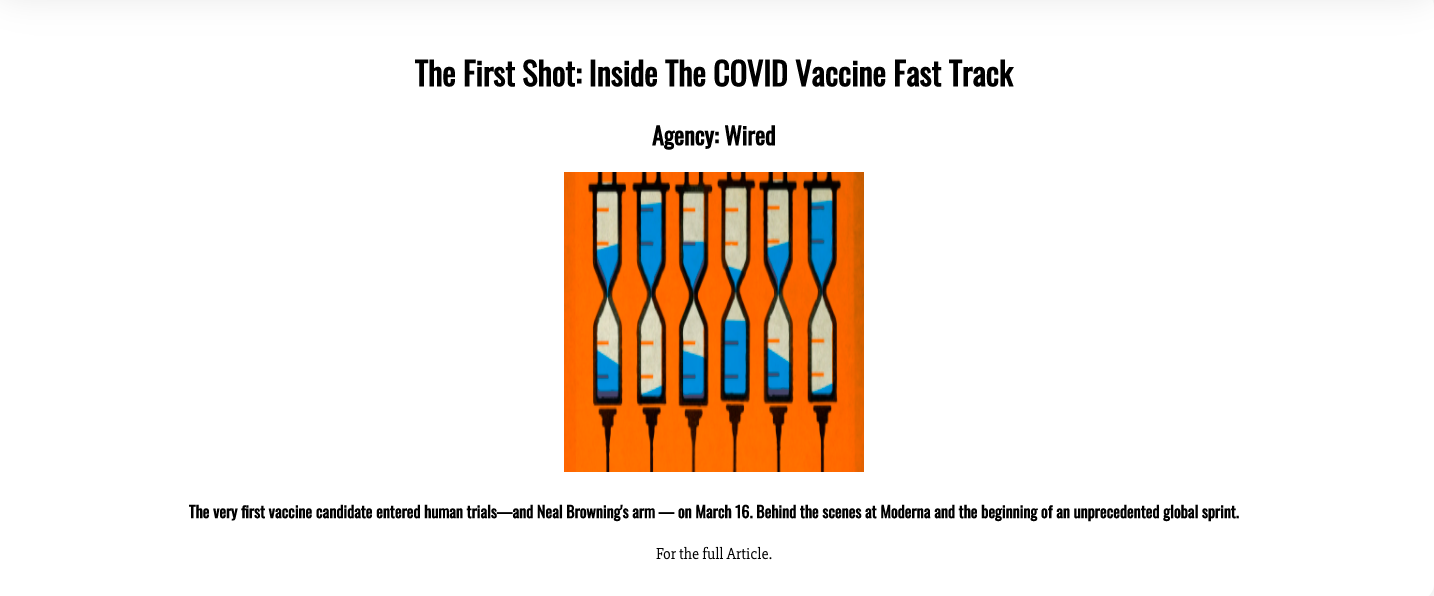 The First Shot: Inside The COVID Vaccine Fast Track
Agency: Wired
The very first vaccine candidate entered human trials—and Neal Browning's arm — on March 16. Behind the scenes at Moderna and the beginning of an unprecedented global sprint.
For the full Article.